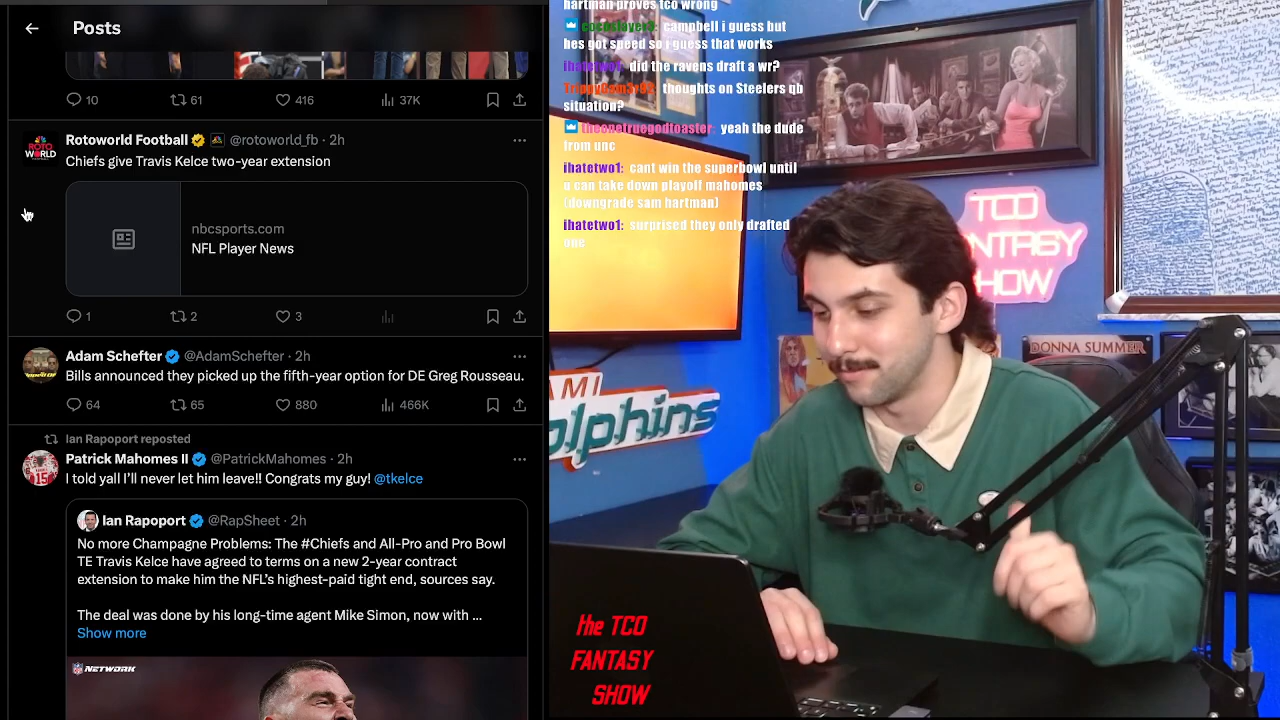 Posts
10
61
416
37K
Rotoworld Football
@rotoworld_fb · 2h
Chiefs give Travis Kelce two-year extension
ROTO
WORLD
nbcsports.com
NFL Player News
1
2
3
Adam Schefter @AdamSchefter · 2h
Bills announced they picked up the fifth-year option for DE Greg Rousseau.
64
65
880
466K
Ian Rapoport reposted
Patrick Mahomes II @PatrickMahomes · 2h
I told yall I'll never let him leave!! Congrats my guy! @tkelce
Ian Rapoport @RapSheet · 2h
No more Champagne Problems: The #Chiefs and All-Pro and Pro Bowl
TE Travis Kelce have agreed to terms on a new 2-year contract
extension to make him the NFL's highest-paid tight end, sources say.
The deal was done by his long-time agent Mike Simon, now with ...
Show more
NETWORK
hartman proves tco wrong
cocoslayer3: campbell i guess but
hes got speed so i guess that works
ihatetwo1: did the ravens draft a wr?
thoughts on Steelers qb
situation?
theonetruegodtoaster: yeah the dude
from unc
ihatetwo1: cant win the superbowl until
u can take down playoff mahomes
(downgrade sam hartman)
ihatetwo1: surprised they only drafted
one
TCO
FANTASY
SHOW
DONNA SUMMER
AMI
olphins
the TCO
FANTASY
SHOW